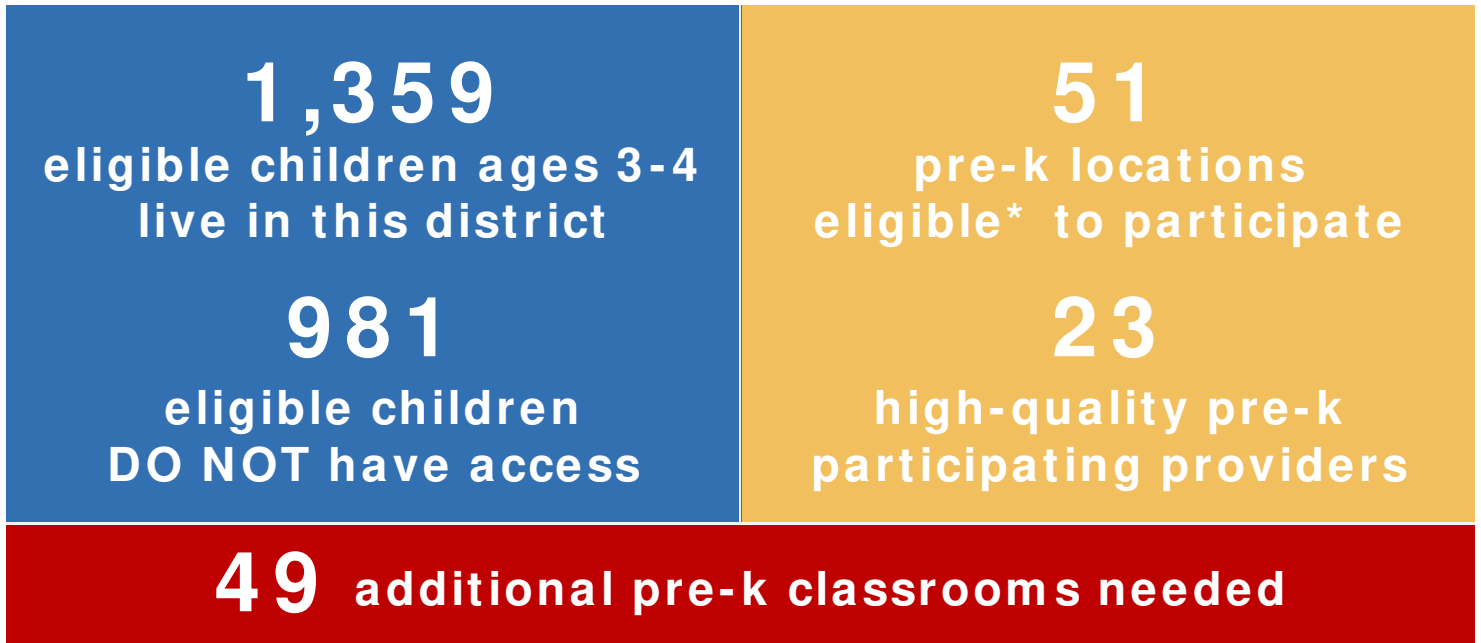 1,359
eligible children ages 3-4
live in this district
981
eligible children
DO NOT have access
51
pre-k locations
eligible* to participate
23
high-quality pre-k
participating providers
49 additional pre-k classrooms needed